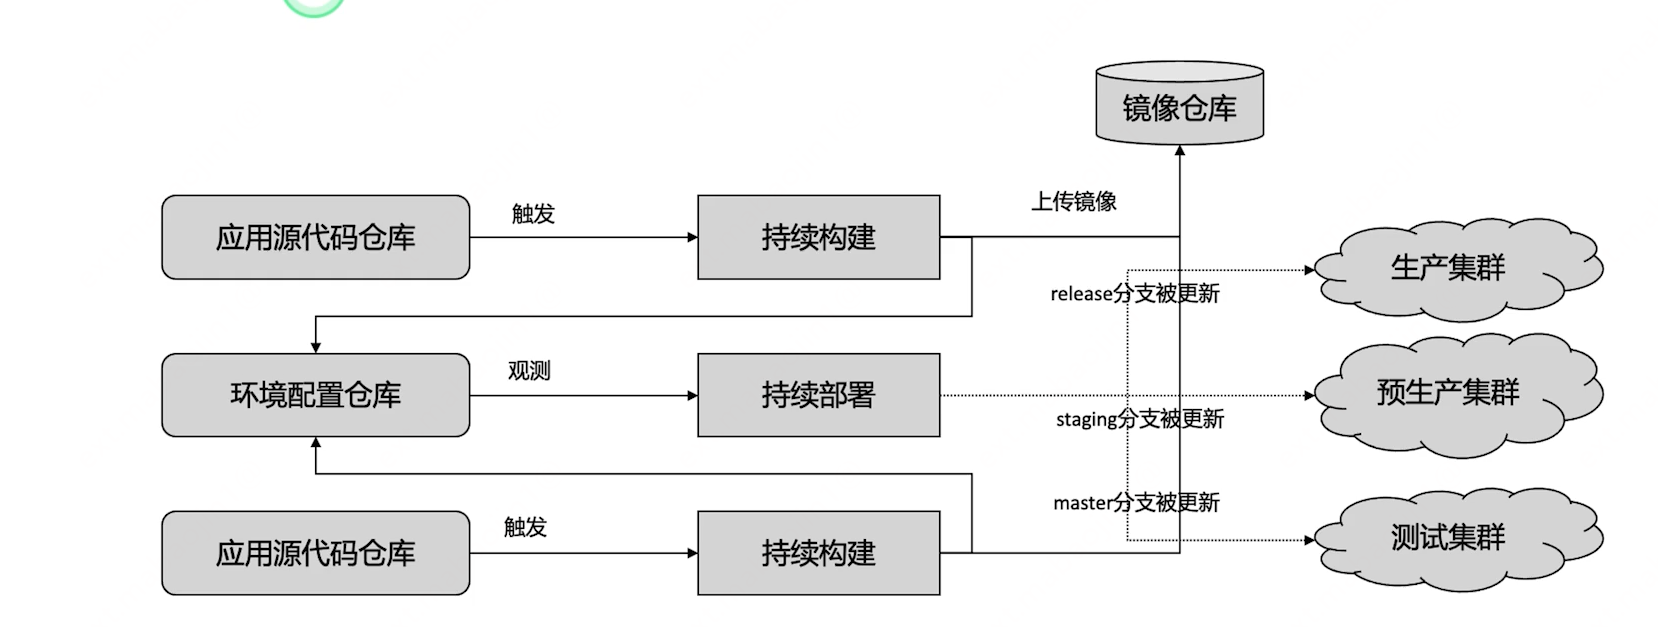 镜像仓库
上传镜像
应用源代码仓库
触发
持续构建
生产集群
release分支被更新
环境配置仓库
观测
持续部署
预生产集群
staging分支被更新
master分支被更新
应用源代码仓库
触发
持续构建
测试集群